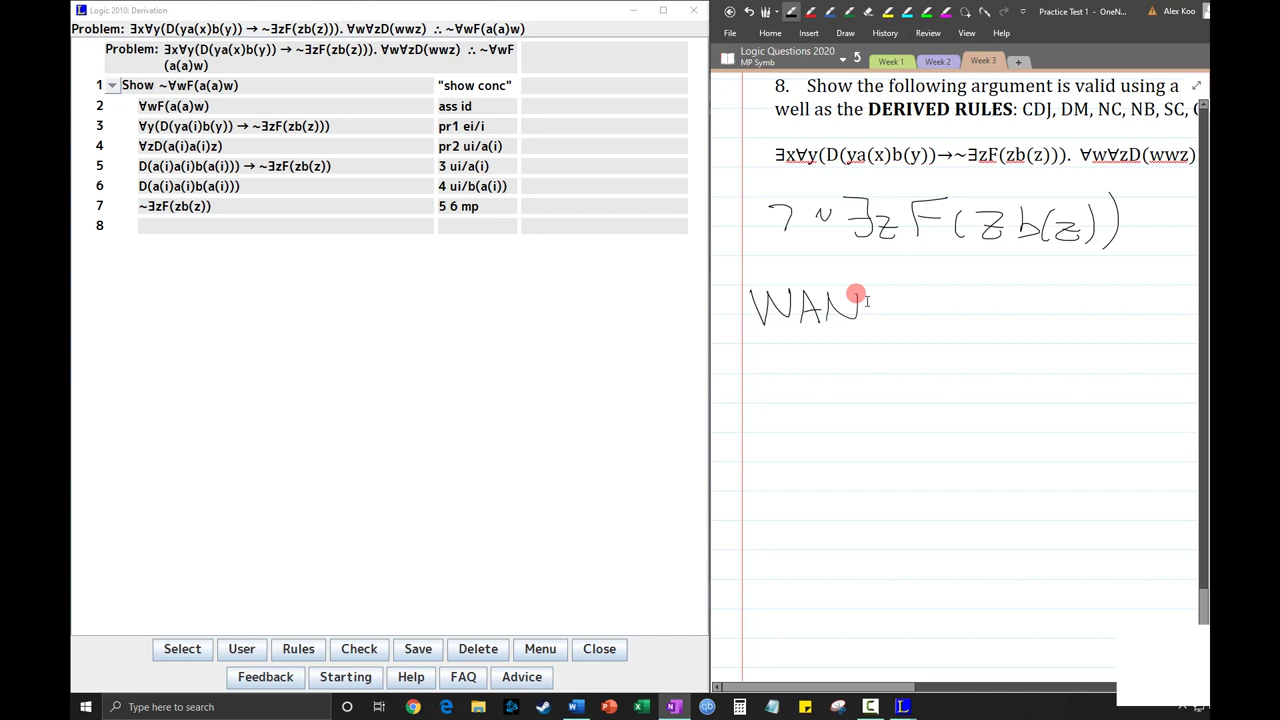 Logic 2010: Derivation
Problem: ∃x∀y(D(ya(x)b(y)) → ~∃zF(zb(z))). ∀w∀zD(wwz) ∴ ~∀wF(a(a)w)
Problem: ∃x∀y(D(ya(x)b(y)) → ~∃zF(zb(z))). ∀w∀zD(wwz) ∴ ~∀wF
(a(a)w)
1 Show ~∀wF(a(a)w) "show conc"
2 ∀wF(a(a)w) ass id
3 ∀y(D(ya(i)b(y)) → ~∃zF(zb(z))) pr1 ei/i
4 ∀zD(a(i)a(i)z) pr2 ui/a(i)
5 D(a(i)a(i)b(a(i))) → ~∃zF(zb(z)) 3 ui/a(i)
6 D(a(i)a(i)b(a(i))) 4 ui/b(a(i))
7 ~∃zF(zb(z)) 5 6 mp
8
Select User Rules Check Save Delete Menu Close
Feedback Starting Help FAQ Advice
Practice Test 1 - OneN...
Alex Koo
File Home Insert Draw History Review View Help
Logic Questions 2020
MP Symb
Week 1 Week 2 Week 3
8. Show the following argument is valid using a
well as the DERIVED RULES: CDJ, DM, NC, NB, SC, C
∃x∀y(D(ya(x)b(y))→~∃zF(zb(z))). ∀w∀zD(wwz)
7 ~∃z F(z b(z))
WAN
Type here to search